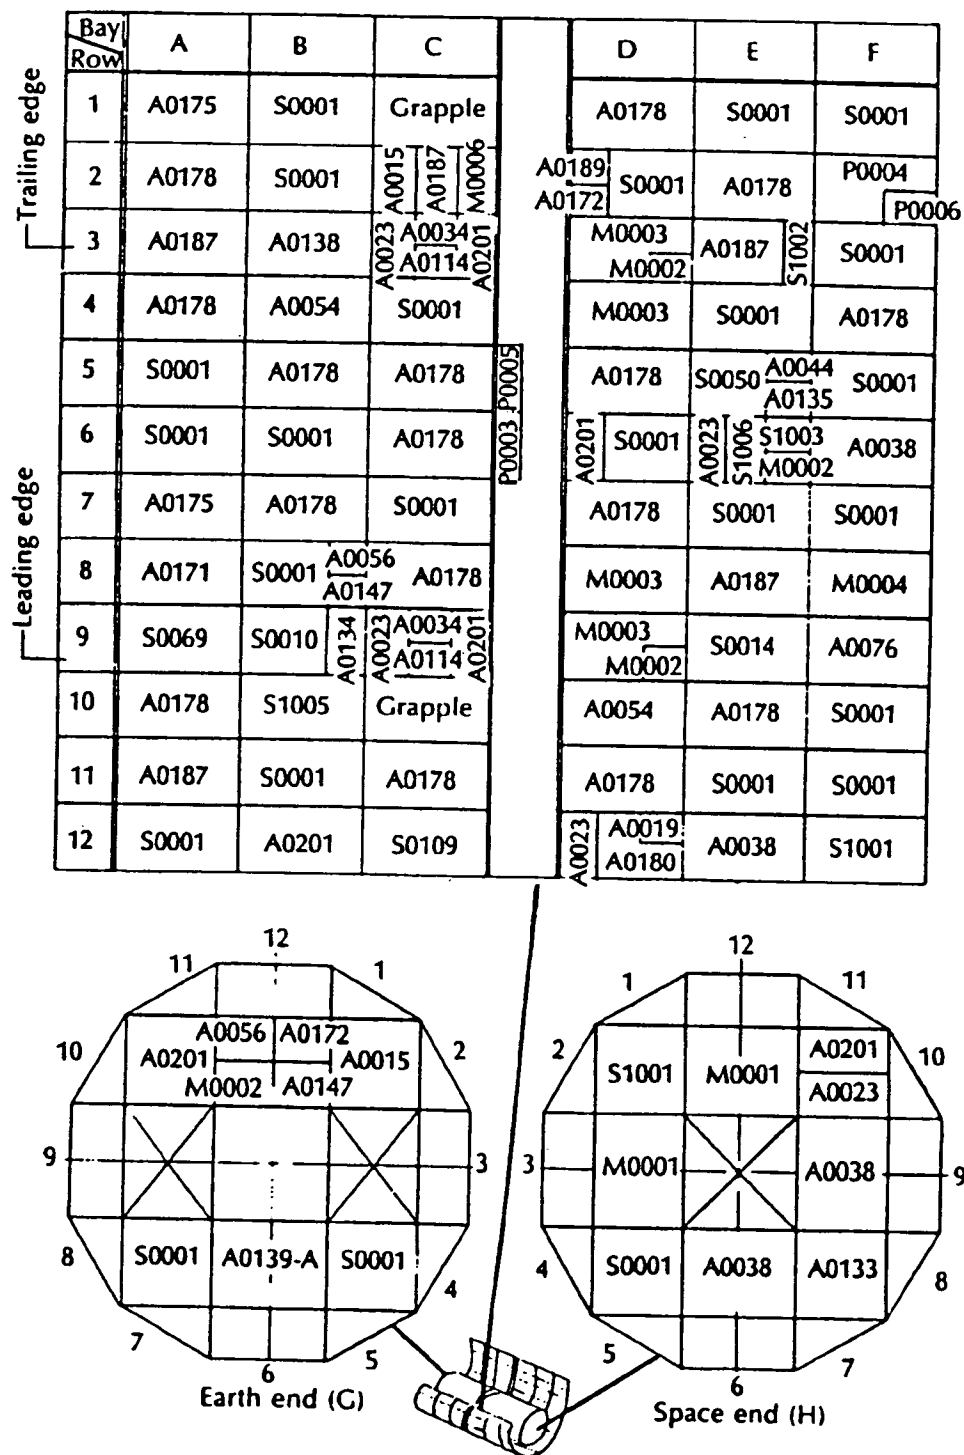 Bay A B C D E F
Row
1 A0175 S0001 Grapple A0178 S0001 S0001
2 A0178 S0001 A0015 A0187 M0006 A0189 A0172 S0001 A0178 P0004 P0006
Trailing edge
3 A0187 A0138 A0023 A0034 A0114 A0201 M0003 M0002 A0187 S1002 S0001
4 A0178 A0054 S0001 M0003 S0001 A0178
5 S0001 A0178 A0178 P0005 A0178 S0050 A0044 A0135 S0001
6 S0001 S0001 A0178 P0003 A0201 S0001 A0023 S1006 S1003 M0002 A0038
7 A0175 A0178 S0001 A0178 S0001 S0001
8 A0171 S0001 A0056 A0147 A0178 M0003 A0187 M0004
Leading edge
9 S0069 S0010 A0134 A0023 A0034 A0114 A0201 M0003 M0002 S0014 A0076
10 A0178 S1005 Grapple A0054 A0178 S0001
11 A0187 S0001 A0178 A0178 S0001 S0001
12 S0001 A0201 S0109 A0023 A0019 A0180 A0038 S1001
12
11 1
A0056 A0172
10 A0201 A0015 2
M0002 A0147
9 3
S0001 A0139-A S0001
8 4
7 5
6
Earth end (G)
12
1 11
A0201
2 S1001 M0001 10
A0023
3 M0001 A0038 9
S0001 A0038 A0133
4 8
5 7
6
Space end (H)